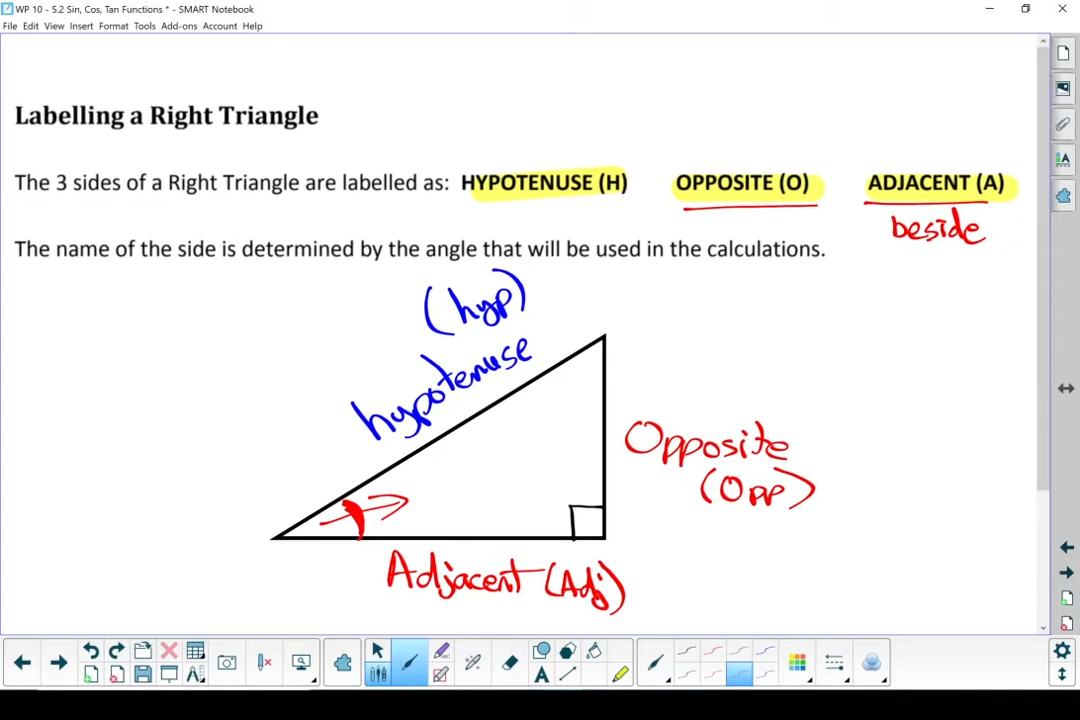 WP 10 - 5.2 Sin, Cos, Tan Functions * - SMART Notebook
File Edit View Insert Format Tools Add-ons Account Help
Labelling a Right Triangle
The 3 sides of a Right Triangle are labelled as: HYPOTENUSE (H) OPPOSITE (O) ADJACENT (A)
beside
The name of the side is determined by the angle that will be used in the calculations.
(hyp)
hypotenuse
Opposite
(Opp)
Adjacent (Adj)